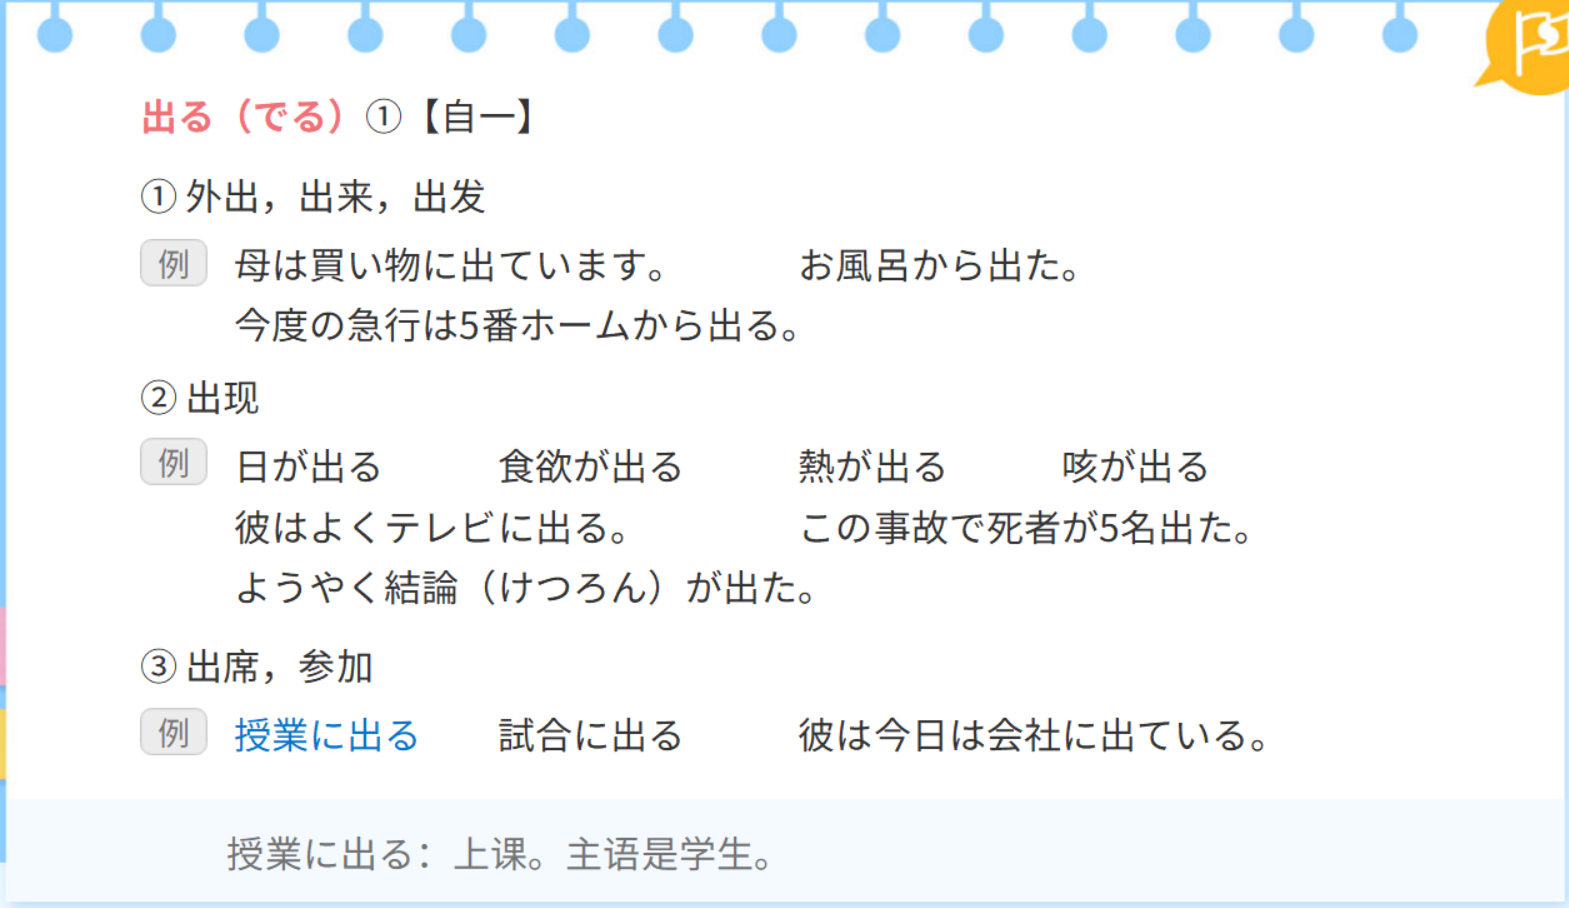 出る（でる）①【自一】
①外出，出来，出发
例 母は買い物に出ています。 お風呂から出た。
今度の急行は5番ホームから出る。
②出现
例 日が出る 食欲が出る 熱が出る 咳が出る
彼はよくテレビに出る。 この事故で死者が5名出た。
ようやく結論（けつろん）が出た。
③出席，参加
例 授業に出る 試合に出る 彼は今日は会社に出ている。
授業に出る：上课。主语是学生。